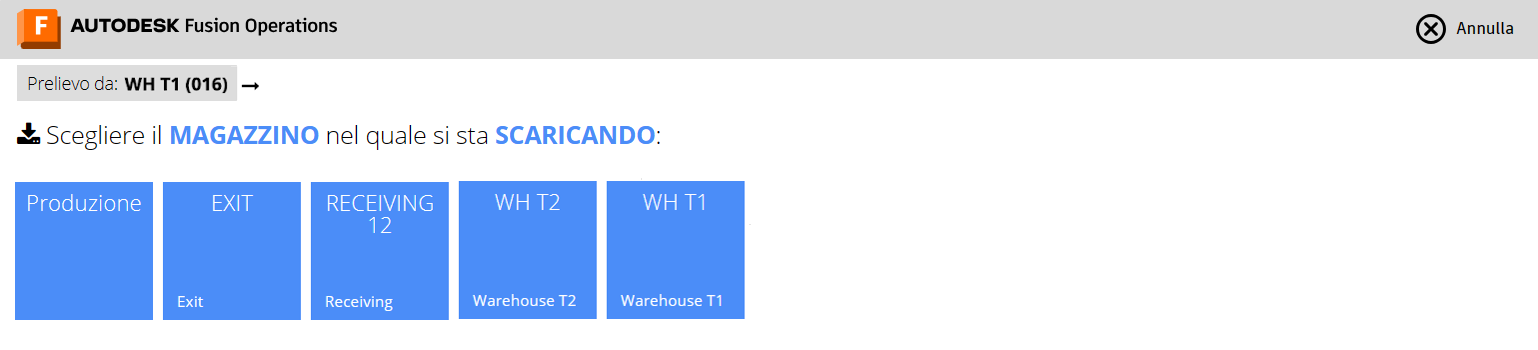 AUTODESK Fusion Operations
Annulla
Prelievo da: WH T1 (016)
Scegliere il MAGAZZINO nel quale si sta SCARICANDO:
Produzione
EXIT
Exit
RECEIVING
12
Receiving
WH T2
Warehouse T2
WH T1
Warehouse T1